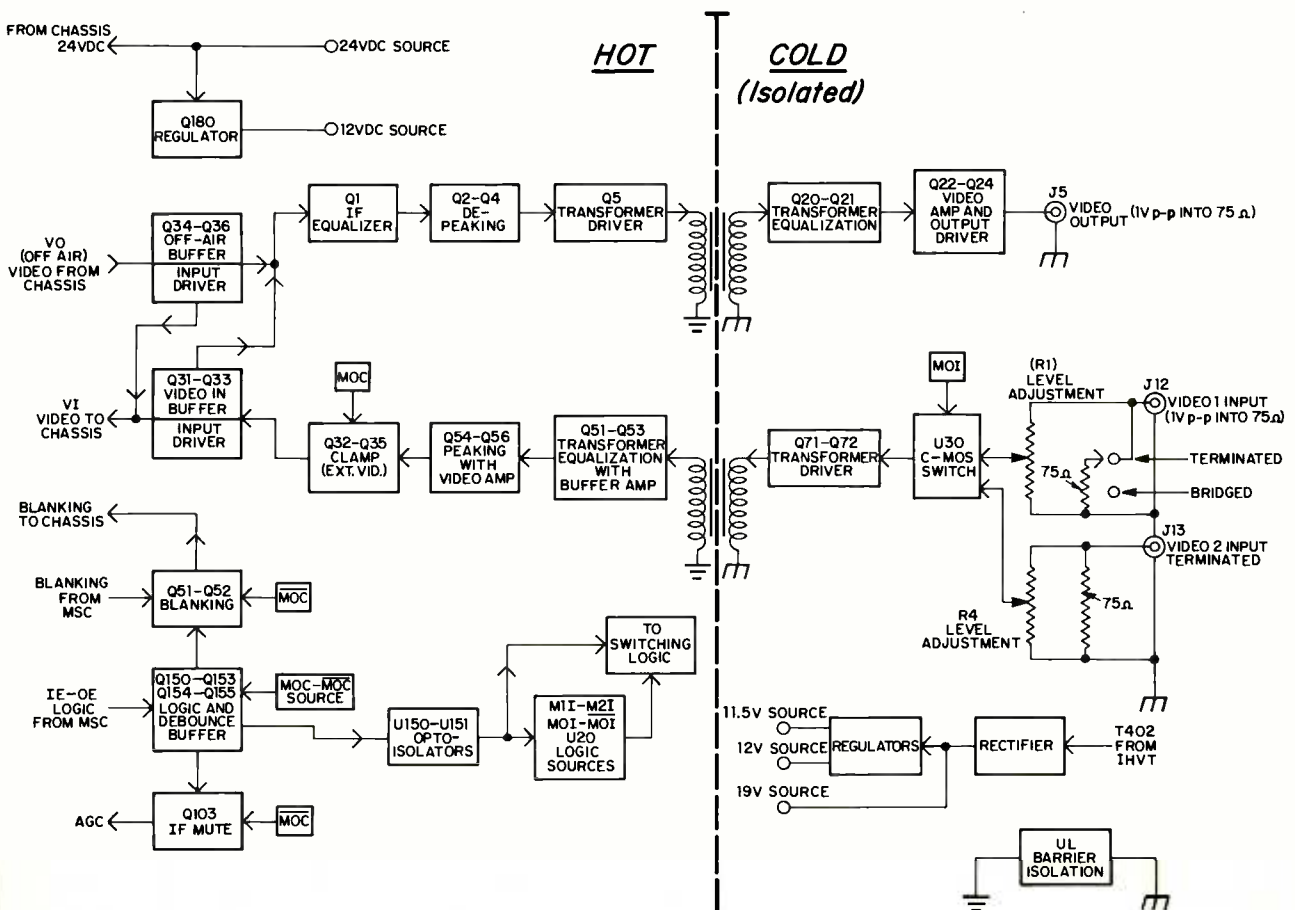 FROM CHASSIS
24VDC
24VDC SOURCE
Q180
REGULATOR
12VDC SOURCE
HOT
COLD
(Isolated)
VO
(OFF AIR)
VIDEO FROM
CHASSIS
Q34-Q36
OFF-AIR
BUFFER
INPUT
DRIVER
Q1
IF
EQUALIZER
Q2-Q4
DE-
PEAKING
Q5
TRANSFORMER
DRIVER
Q20-Q21
TRANSFORMER
EQUALIZATION
Q22-Q24
VIDEO
AMP AND
OUTPUT
DRIVER
J5
VIDEO
OUTPUT (1V p-p INTO 75 Ω)
VI
VIDEO TO
CHASSIS
Q31-Q33
VIDEO IN
BUFFER
INPUT
DRIVER
MOC
Q32-Q35
CLAMP
(EXT. VID.)
Q54-Q56
PEAKING
WITH
VIDEO AMP
Q51-Q53
TRANSFORMER
EQUALIZATION
WITH
BUFFER AMP
Q71-Q72
TRANSFORMER
DRIVER
MOI
U30
C-MOS
SWITCH
(R1)
LEVEL
ADJUSTMENT
J12
VIDEO 1 INPUT
(1V p-p INTO 75Ω)
75Ω
TERMINATED
BRIDGED
J13
VIDEO 2 INPUT
TERMINATED
75Ω
R4
LEVEL
ADJUSTMENT
BLANKING
TO CHASSIS
BLANKING
FROM
MSC
Q51-Q52
BLANKING
M̅O̅C̅
IE-OE
LOGIC
FROM MSC
Q150-Q153
Q154-Q155
LOGIC AND
DEBOUNCE
BUFFER
MOC-M̅O̅C̅
SOURCE
U150-U151
OPTO-
ISOLATORS
TO
SWITCHING
LOGIC
M1I-M2I
MOI-M̅O̅I̅
U20
LOGIC
SOURCES
AGC
Q103
IF MUTE
M̅O̅C̅
11.5V SOURCE
12V SOURCE
19V SOURCE
REGULATORS
RECTIFIER
T402
FROM
IHVT
UL
BARRIER
ISOLATION